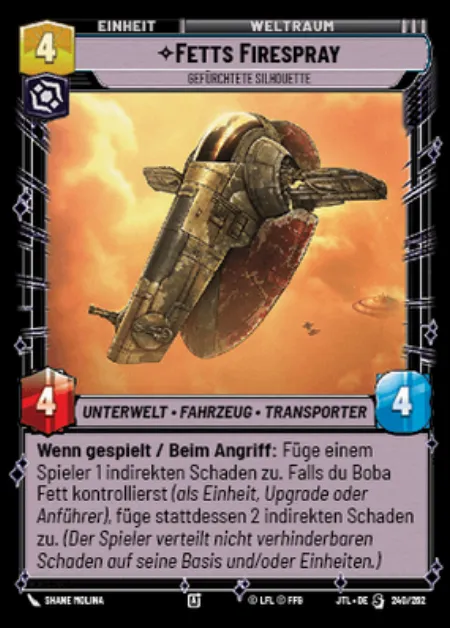 EINHEIT
WELTRAUM
4
FETTS FIRESPRAY
GEFÜRCHTETE SILHOUETTE
4
UNTERWELT • FAHRZEUG • TRANSPORTER
4
Wenn gespielt / Beim Angriff: Füge einem
Spieler 1 indirekten Schaden zu. Falls du Boba
Fett kontrollierst (als Einheit, Upgrade oder
Anführer), füge stattdessen 2 indirekten Schaden
zu. (Der Spieler verteilt nicht verhinderbaren
Schaden auf seine Basis und/oder Einheiten.)
SHANE MOLINA
© LFL © FFG
JTL • DE
240/262